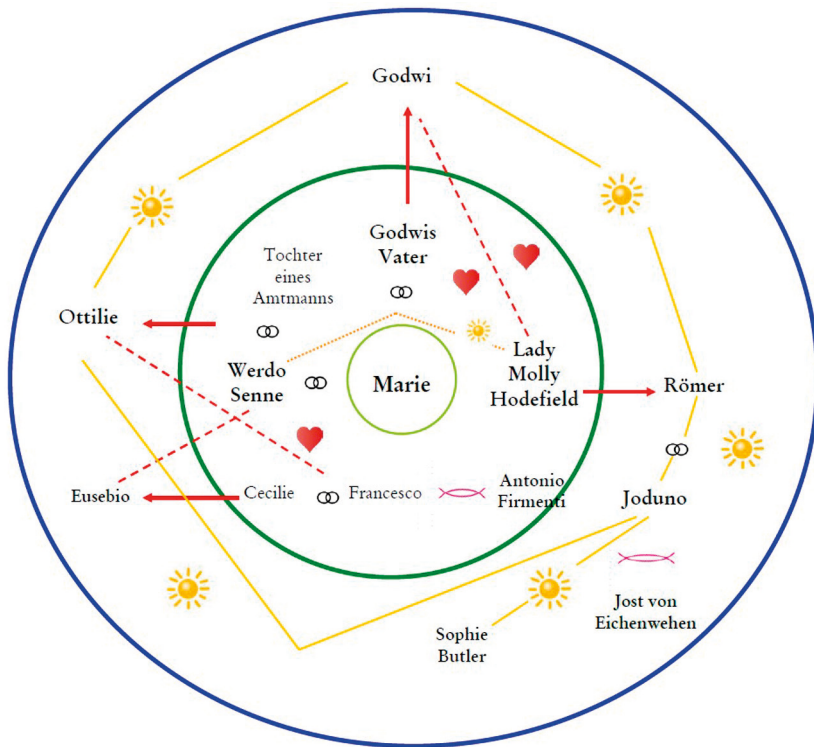 Godwi
Godwis
Vater
Tochter
eines
Amtmanns
Ottilie
Werdo
Senne
Marie
Lady
Molly
Hodefield
Römer
Eusebio
Cecilie
Francesco
Antonio
Firmenti
Joduno
Jost von
Eichenwehen
Sophie
Butler